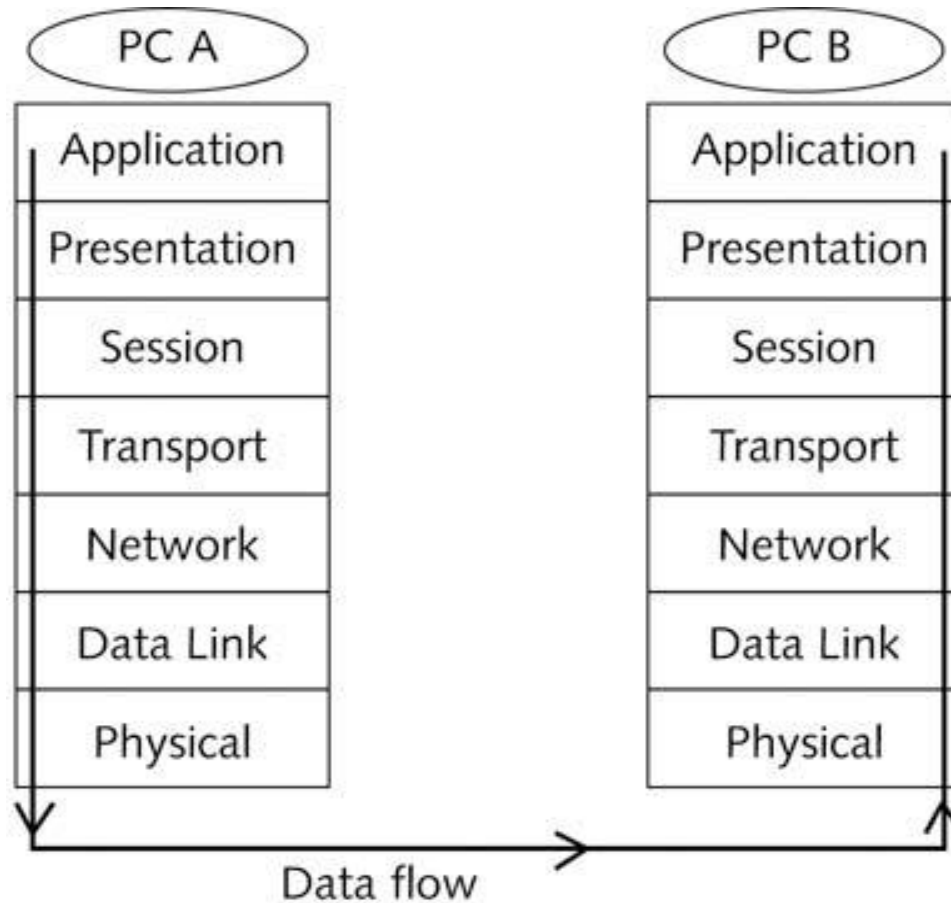 PC A
Application
Presentation
Session
Transport
Network
Data Link
Physical
PC B
Application
Presentation
Session
Transport
Network
Data Link
Physical
Data flow